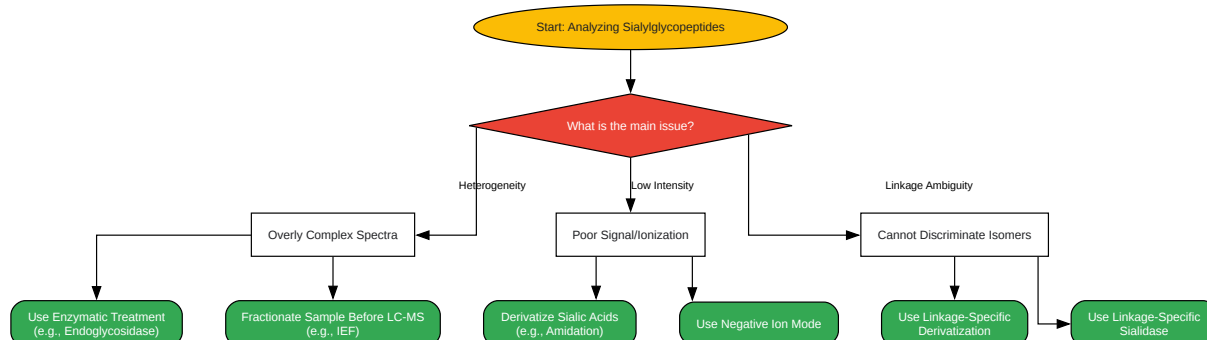 Start: Analyzing Sialylglycopeptides
What is the main issue?
Heterogeneity
Low Intensity
Linkage Ambiguity
Overly Complex Spectra
Poor Signal/Ionization
Cannot Discriminate Isomers
Use Enzymatic Treatment
(e.g., Endoglycosidase)
Fractionate Sample Before LC-MS
(e.g., IEF)
Derivatize Sialic Acids
(e.g., Amidation)
Use Negative Ion Mode
Use Linkage-Specific
Derivatization
Use Linkage-Specific
Sialidase